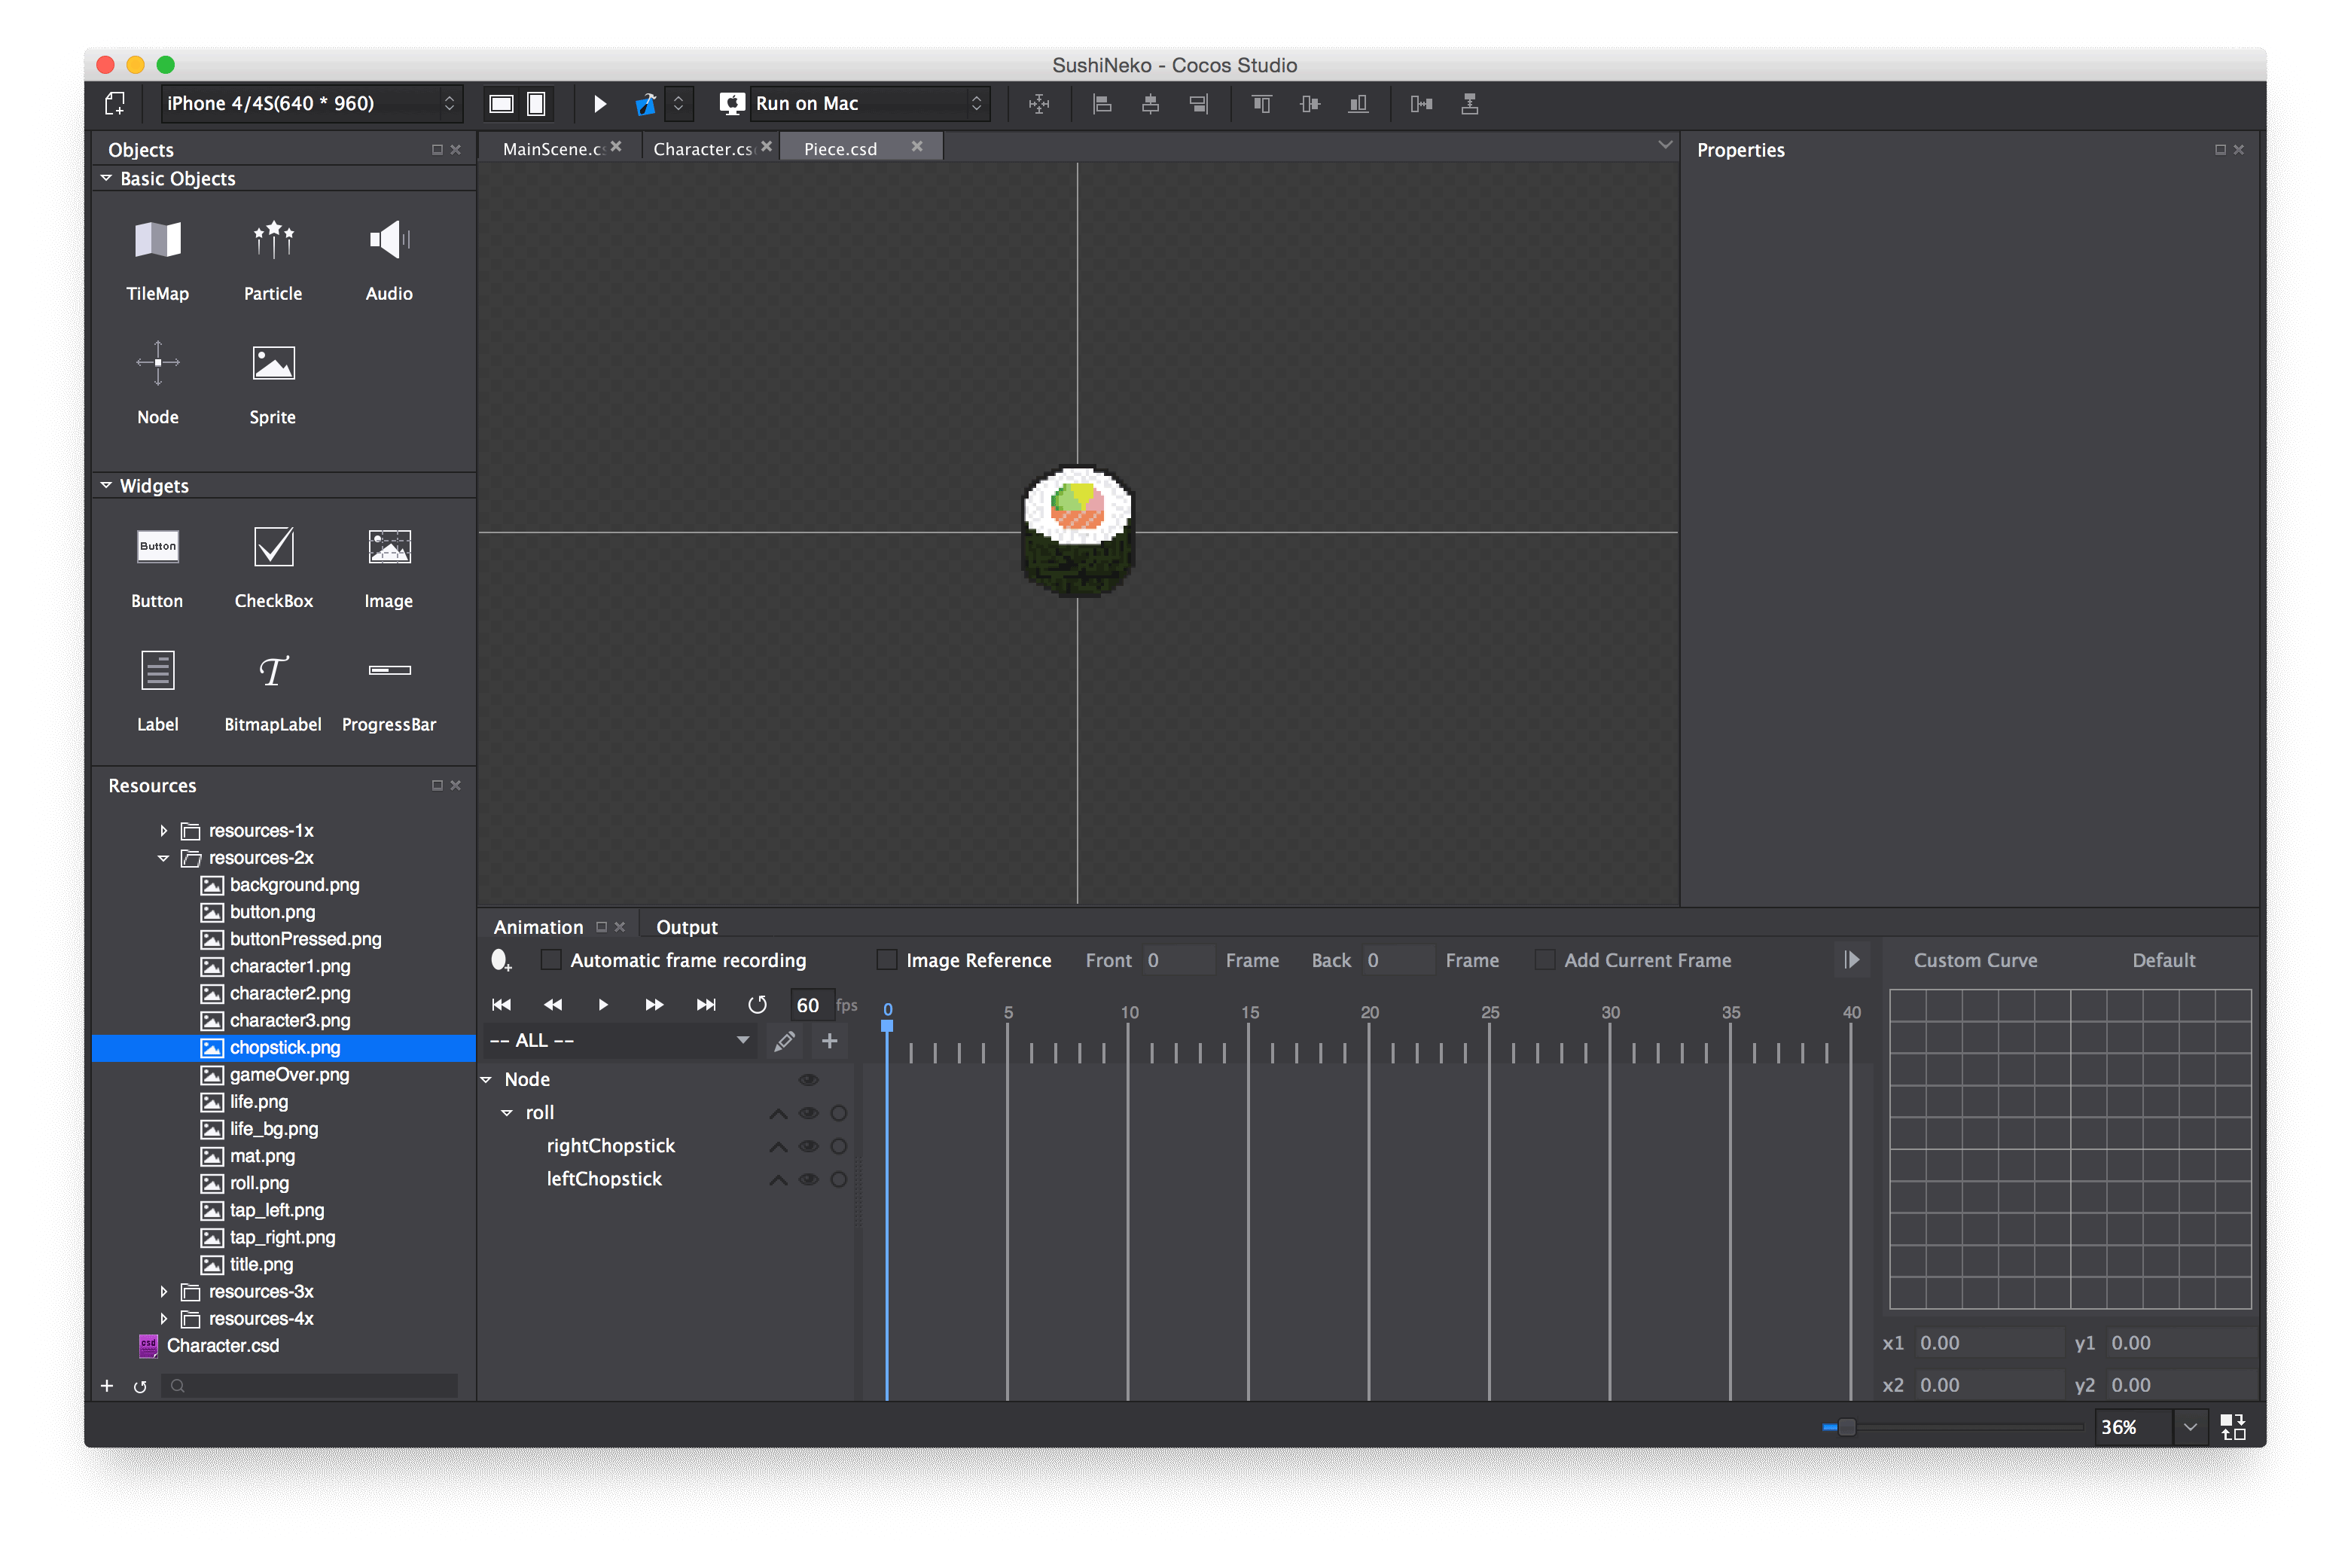 SushiNeko - Cocos Studio
iPhone 4/4S(640 * 960)
Run on Mac
Objects
Basic Objects
TileMap
Particle
Audio
Node
Sprite
Widgets
Button
Button
CheckBox
Image
Label
BitmapLabel
ProgressBar
Resources
resources-1x
resources-2x
background.png
button.png
buttonPressed.png
character1.png
character2.png
character3.png
chopstick.png
gameOver.png
life.png
life_bg.png
mat.png
roll.png
tap_left.png
tap_right.png
title.png
resources-3x
resources-4x
csd
Character.csd
MainScene.c
Character.cs
Piece.csd
Properties
Animation
Output
Automatic frame recording
Image Reference
Front 0 Frame
Back 0 Frame
Add Current Frame
Custom Curve
Default
60 fps
0 5 10 15 20 25 30 35 40
-- ALL --
Node
roll
rightChopstick
leftChopstick
x1 0.00 y1 0.00
x2 0.00 y2 0.00
36%